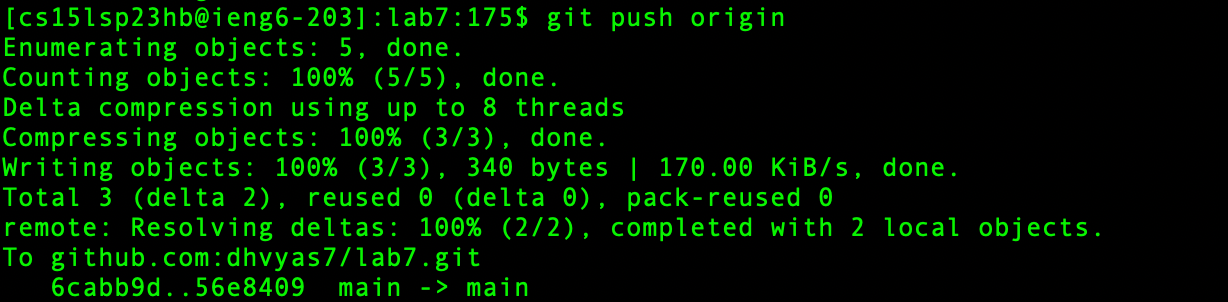 [cs15lsp23hb@ieng6-203]:lab7:175$ git push origin
Enumerating objects: 5, done.
Counting objects: 100% (5/5), done.
Delta compression using up to 8 threads
Compressing objects: 100% (3/3), done.
Writing objects: 100% (3/3), 340 bytes | 170.00 KiB/s, done.
Total 3 (delta 2), reused 0 (delta 0), pack-reused 0
remote: Resolving deltas: 100% (2/2), completed with 2 local objects.
To github.com:dhvyas7/lab7.git
   6cabb9d..56e8409  main -> main